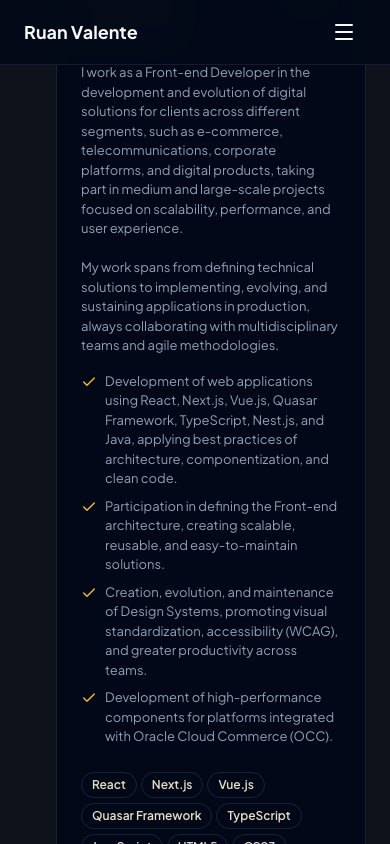 Ruan Valente
I work as a Front-end Developer in the
development and evolution of digital
solutions for clients across different
segments, such as e-commerce,
telecommunications, corporate
platforms, and digital products, taking
part in medium and large-scale projects
focused on scalability, performance, and
user experience.
My work spans from defining technical
solutions to implementing, evolving, and
sustaining applications in production,
always collaborating with multidisciplinary
teams and agile methodologies.
Development of web applications
using React, Next.js, Vue.js, Quasar
Framework, TypeScript, Nest.js, and
Java, applying best practices of
architecture, componentization, and
clean code.
Participation in defining the Front-end
architecture, creating scalable,
reusable, and easy-to-maintain
solutions.
Creation, evolution, and maintenance
of Design Systems, promoting visual
standardization, accessibility (WCAG),
and greater productivity across
teams.
Development of high-performance
components for platforms integrated
with Oracle Cloud Commerce (OCC).
React Next.js Vue.js
Quasar Framework TypeScript